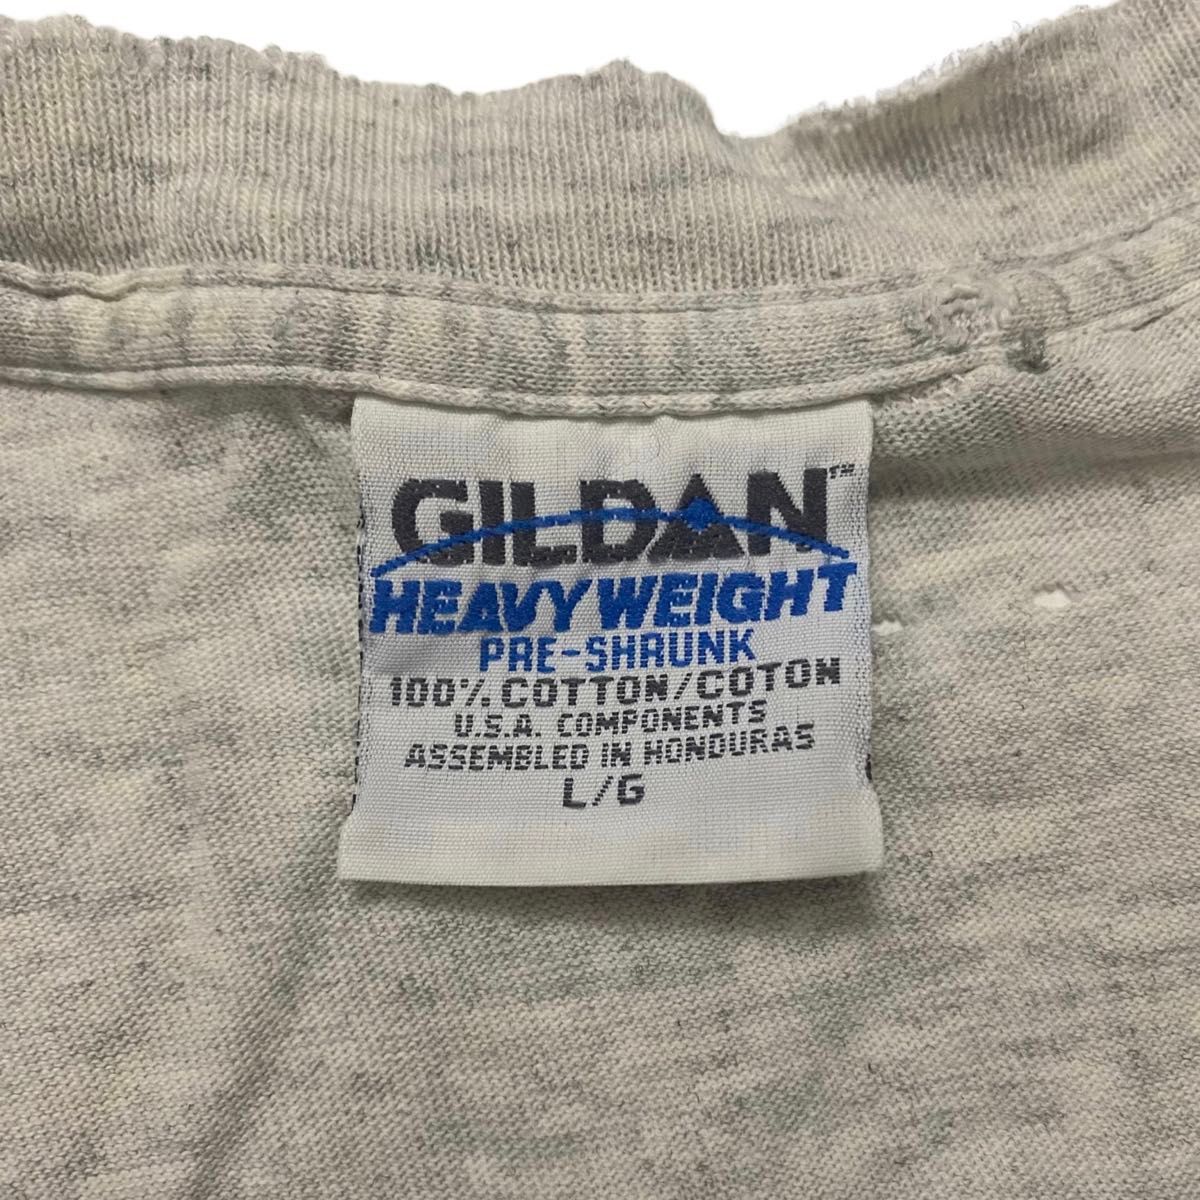 GILDAN™
HEAVYWEIGHT
PRE-SHRUNK
100% COTTON/COTON
U.S.A. COMPONENTS
ASSEMBLED IN HONDURAS
L/G